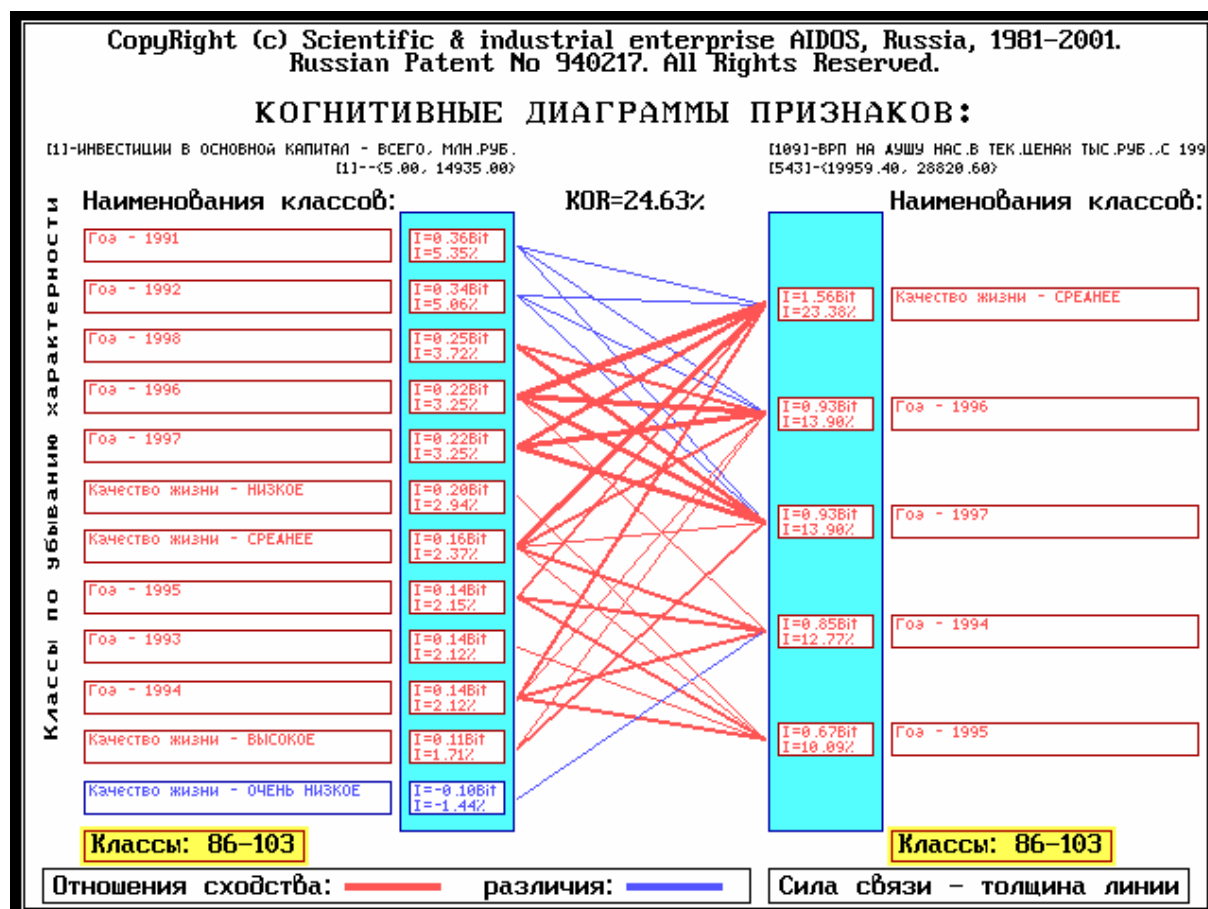 CopyRight (c) Scientific & industrial enterprise AIDOS, Russia, 1981-2001.
Russian Patent No 940217. All Rights Reserved.
КОГНИТИВНЫЕ ДИАГРАММЫ ПРИЗНАКОВ:
[1]-ИНВЕСТИЦИИ В ОСНОВНОЙ КАПИТАЛ - ВСЕГО, МЛН.РУБ.
[1]--{5.00, 14935.00}
[109]-ВРП НА ДУШУ НАС.В ТЕК.ЦЕНАХ ТЫС.РУБ.,С 199
[543]-{19959.40, 28820.60}
Классы по убыванию характерности
Наименования классов:
KOR=24.63%
Наименования классов:
Год - 1991
I=0.36Bit
I=5.35%
Год - 1992
I=0.34Bit
I=5.06%
Год - 1998
I=0.25Bit
I=3.72%
Год - 1996
I=0.22Bit
I=3.25%
Год - 1997
I=0.22Bit
I=3.25%
Качество жизни - НИЗКОЕ
I=0.20Bit
I=2.94%
Качество жизни - СРЕДНЕЕ
I=0.16Bit
I=2.37%
Год - 1995
I=0.14Bit
I=2.15%
Год - 1993
I=0.14Bit
I=2.12%
Год - 1994
I=0.14Bit
I=2.12%
Качество жизни - ВЫСОКОЕ
I=0.11Bit
I=1.71%
Качество жизни - ОЧЕНЬ НИЗКОЕ
I=-0.10Bit
I=-1.44%
I=1.56Bit
I=23.38%
Качество жизни - СРЕДНЕЕ
I=0.93Bit
I=13.90%
Год - 1996
I=0.93Bit
I=13.90%
Год - 1997
I=0.85Bit
I=12.77%
Год - 1994
I=0.67Bit
I=10.09%
Год - 1995
Классы: 86-103
Классы: 86-103
Отношения сходства: различия:
Сила связи - толщина линии